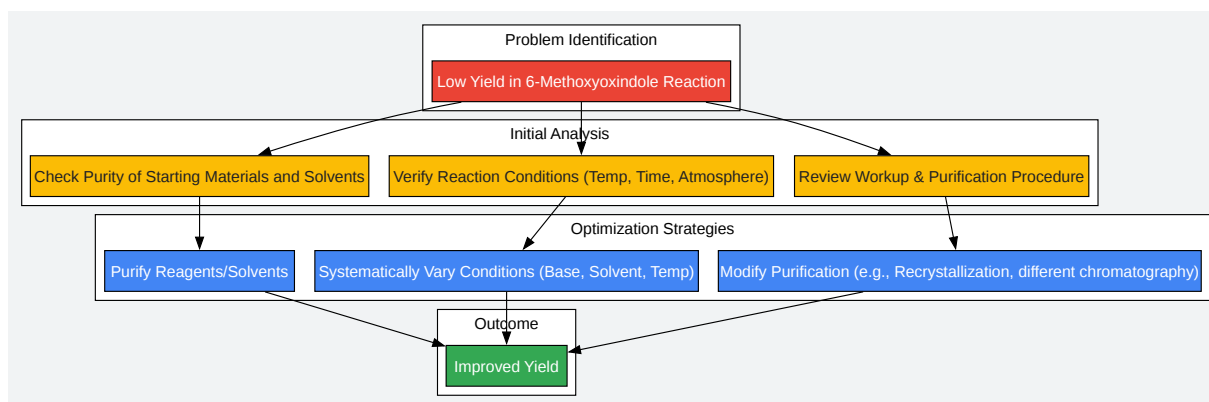 Problem Identification
Low Yield in 6-Methoxyoxindole Reaction
Initial Analysis
Check Purity of Starting Materials and Solvents
Verify Reaction Conditions (Temp, Time, Atmosphere)
Review Workup & Purification Procedure
Optimization Strategies
Purify Reagents/Solvents
Systematically Vary Conditions (Base, Solvent, Temp)
Modify Purification (e.g., Recrystallization, different chromatography)
Outcome
Improved Yield